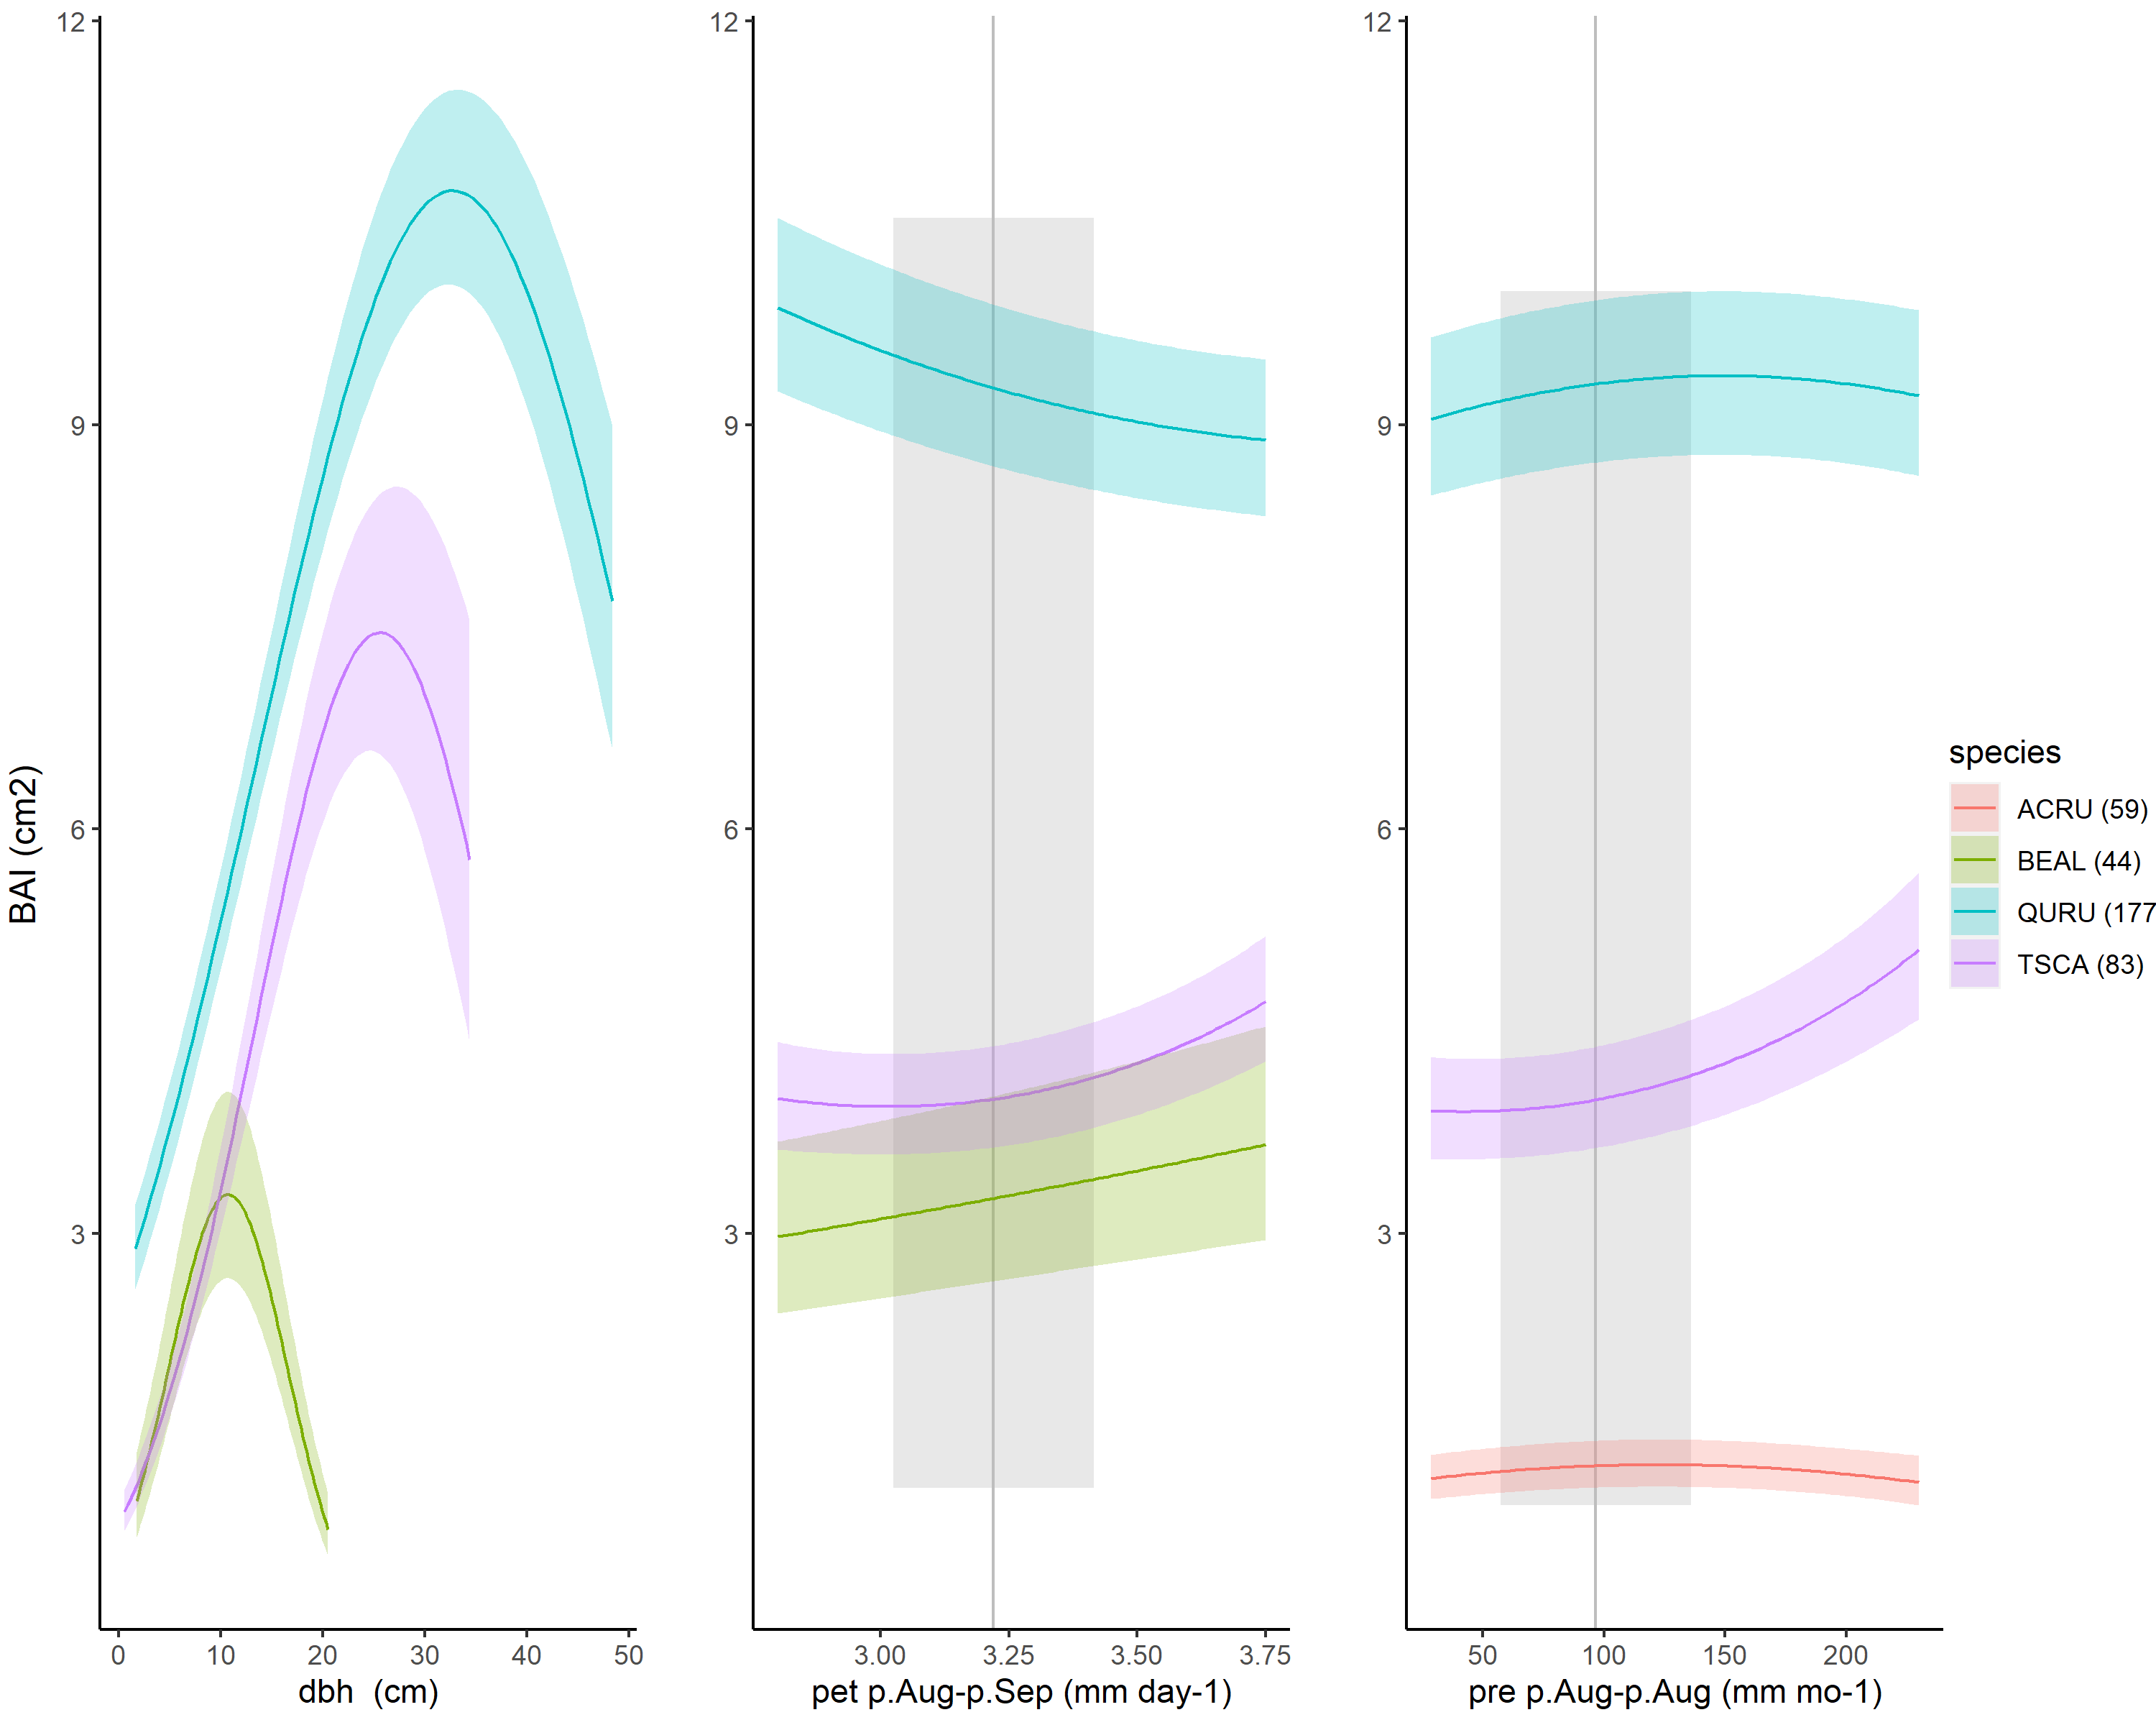 BAI (cm2)
12
9
6
3
0 10 20 30 40 50
dbh (cm)
12
9
6
3
3.00 3.25 3.50 3.75
pet p.Aug-p.Sep (mm day-1)
12
9
6
3
50 100 150 200
pre p.Aug-p.Aug (mm mo-1)
species
ACRU (59)
BEAL (44)
QURU (177
TSCA (83)